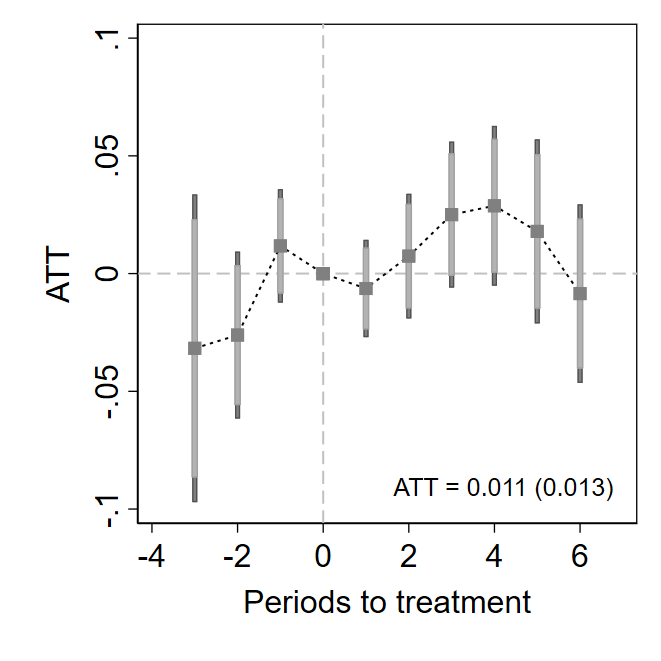 .1
.05
0
-.05
-.1
ATT
ATT = 0.011 (0.013)
-4 -2 0 2 4 6
Periods to treatment